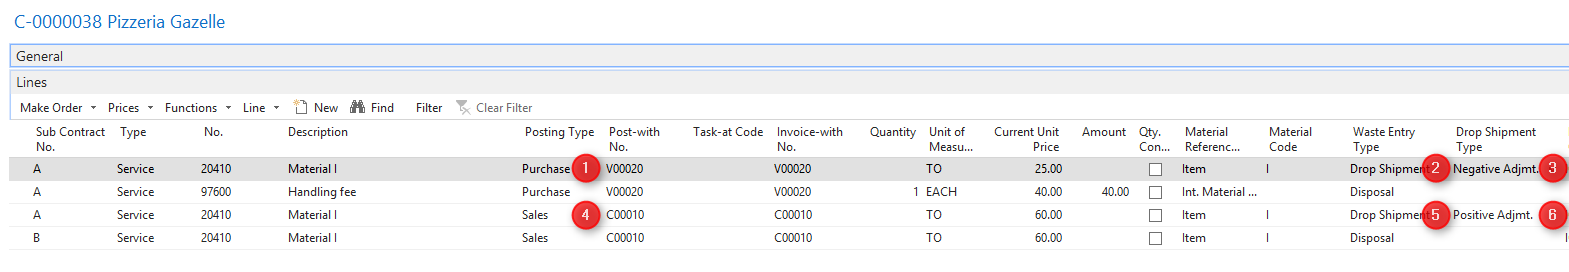 C-0000038 Pizzeria Gazelle
General
Lines
Make Order Prices Functions Line New Find Filter Clear Filter
Sub Contract No. Type No. Description Posting Type Post-with No. Task-at Code Invoice-with No. Quantity Unit of Measu... Current Unit Price Amount Qty. Con... Material Referenc... Material Code Waste Entry Type Drop Shipment Type
A Service 20410 Material I Purchase 1 V00020 V00020 TO 25.00 Item I Drop Shipment 2 Negative Adjmt. 3
A Service 97600 Handling fee Purchase V00020 V00020 1 EACH 40.00 40.00 Int. Material ... Disposal
A Service 20410 Material I Sales 4 C00010 C00010 TO 60.00 Item I Drop Shipment 5 Positive Adjmt. 6
B Service 20410 Material I Sales C00010 C00010 TO 60.00 Item I Disposal